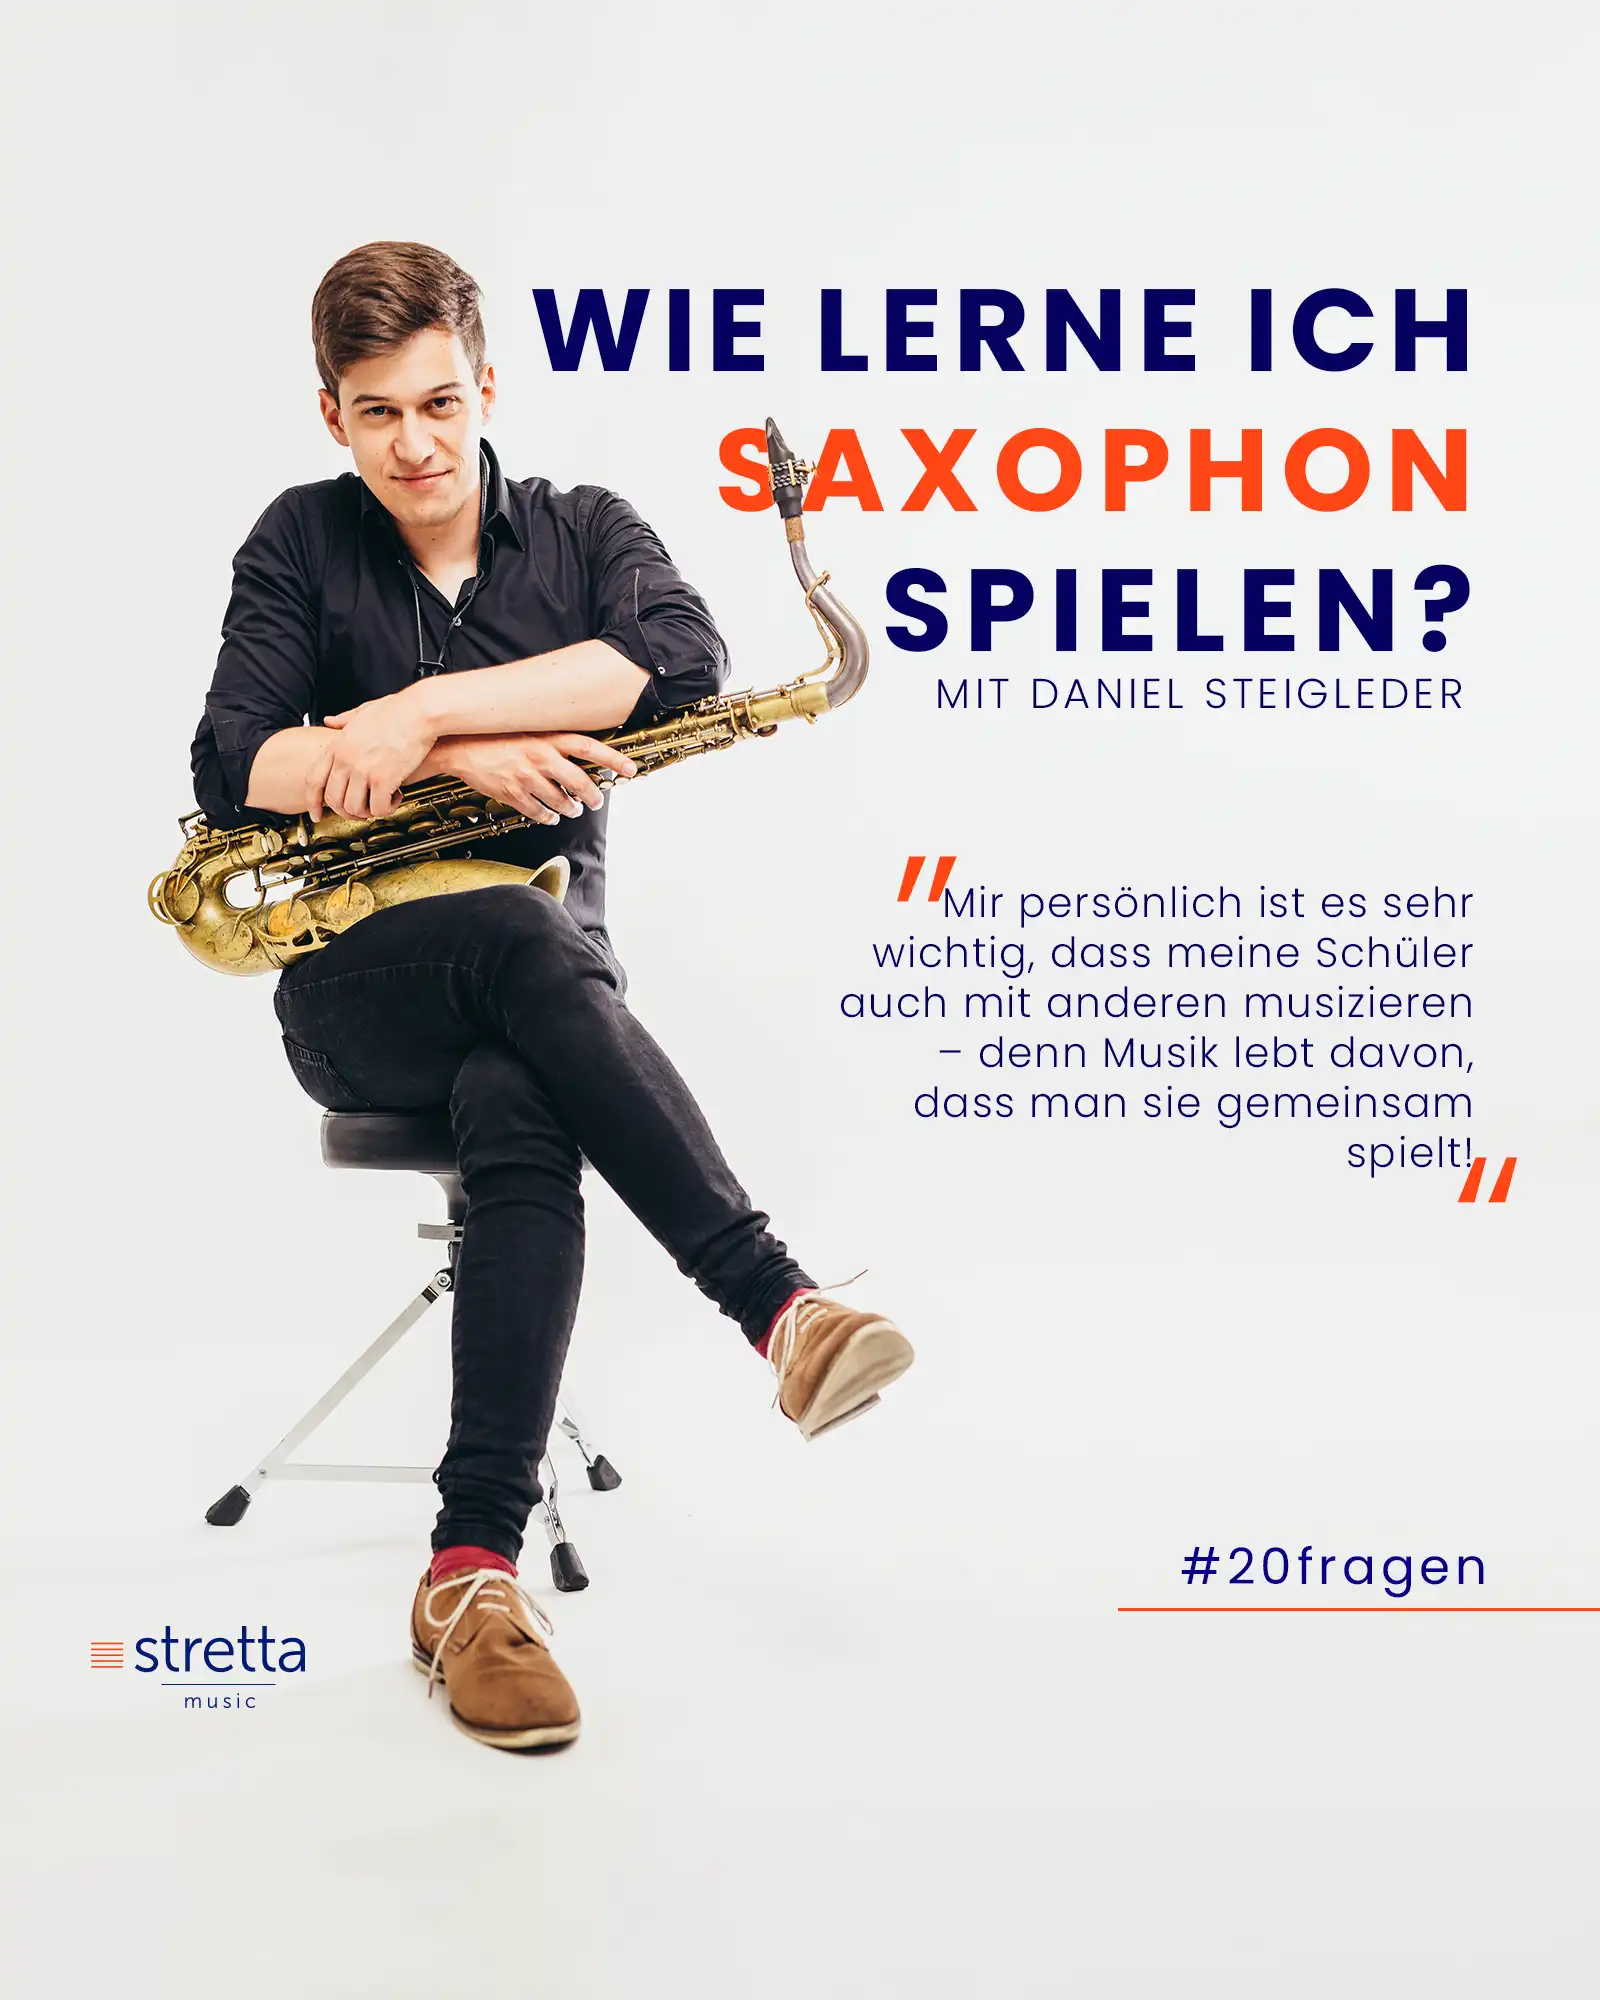 WIE LERNE ICH
SAXOPHON
SPIELEN?
MIT DANIEL STEIGLEDER
"Mir persönlich ist es sehr
wichtig, dass meine Schüler
auch mit anderen musizieren
– denn Musik lebt davon,
dass man sie gemeinsam
spielt!"
#20fragen
stretta
music